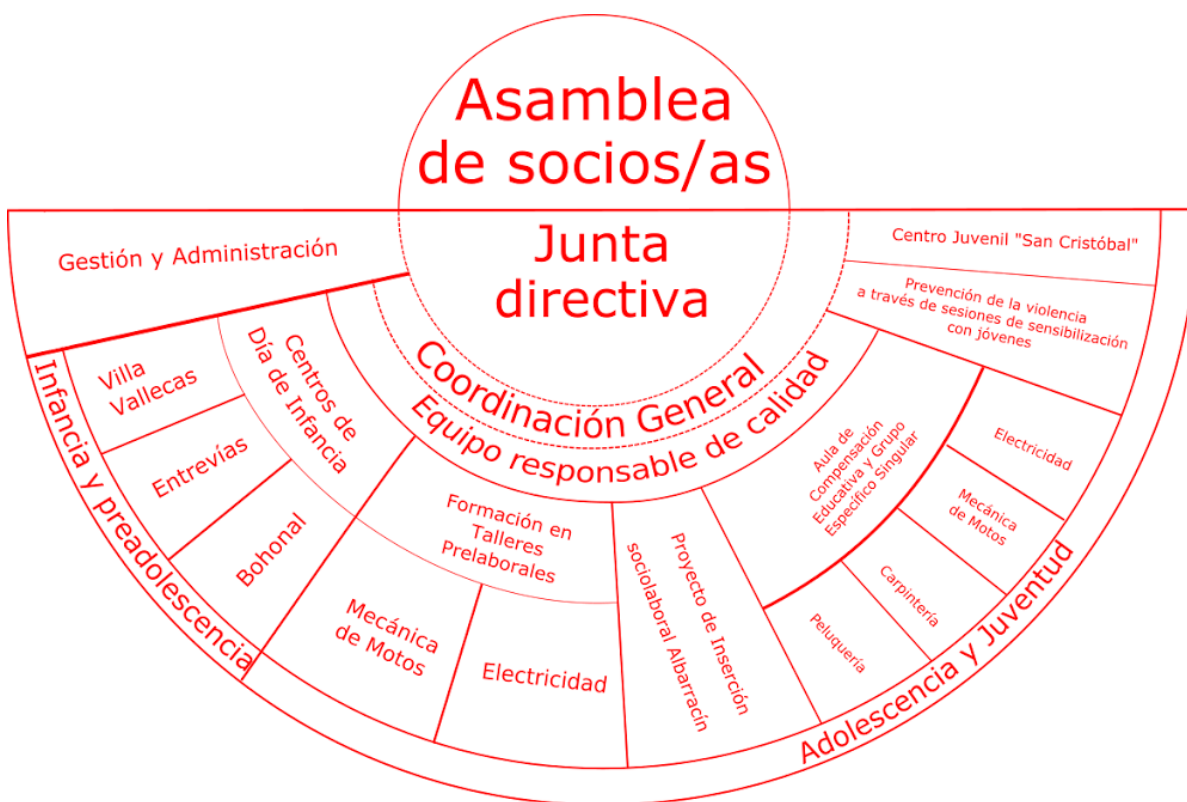 Asamblea
de socios/as
Junta
directiva
Coordinación General
Equipo responsable de calidad
Gestión y Administración
Infancia y preadolescencia
Centros de
Día de Infancia
Villa
Vallecas
Entrevías
Bohonal
Formación en
Talleres
Prelaborales
Mecánica
de Motos
Electricidad
Proyecto de Inserción
sociolaboral Albarracín
Aula de
Compensación
Educativa y Grupo
Específico Singular
Peluquería
Carpintería
Mecánica
de Motos
Electricidad
Prevención de la violencia
a través de sesiones de sensibilización
con jóvenes
Centro Juvenil "San Cristóbal"
Adolescencia y Juventud